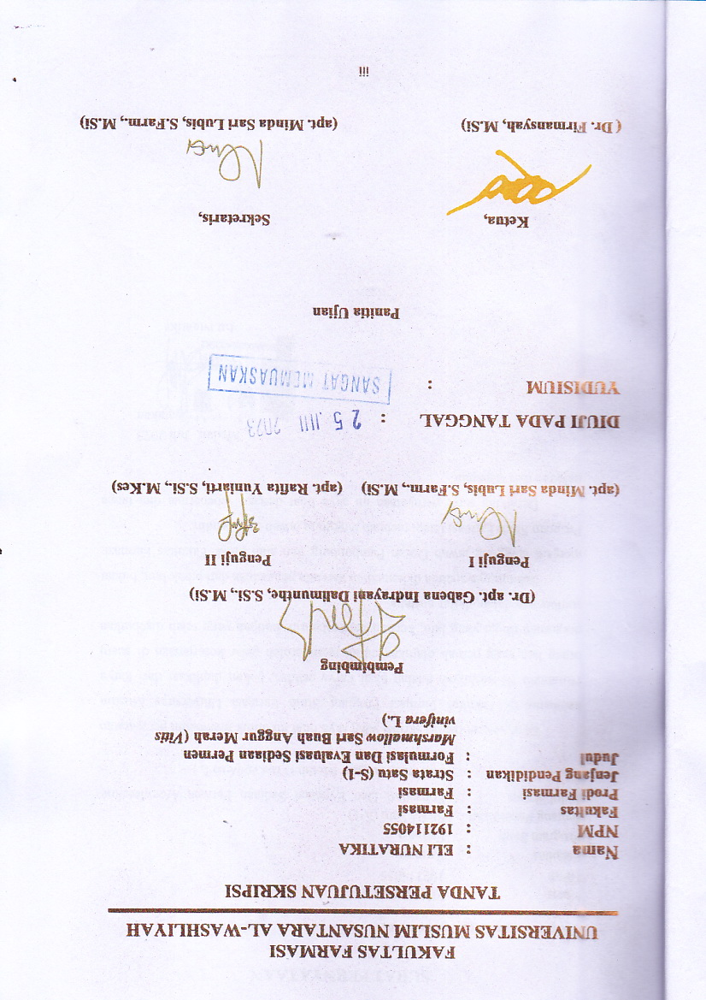 FAKULTAS FARMASI
UNIVERSITAS MUSLIM NUSANTARA AL-WASHLIYAH
TANDA PERSETUJUAN SKRIPSI
Nama : ELI NURATIKA
NPM : 192114055
Fakultas : Farmasi
Prodi Farmasi : Farmasi
Jenjang Pendidikan : Strata Satu (S-1)
Judul : Formulasi Dan Evaluasi Sediaan Permen
Marshmallow Sari Buah Anggur Merah (Vitis
vinifera L.)
Pembimbing
(Dr. apt. Gabena Indrayani Dalimunthe, S.Si., M.Si)
Penguji I Penguji II
(apt. Minda Sari Lubis, S.Farm., M.Si) (apt. Rafita Yuniarti, S.Si., M.Kes)
DIUJI PADA TANGGAL : 25 JUL 2023
YUDISIUM : SANGAT MEMUASKAN
Panitia Ujian
Ketua, Sekretaris,
( Dr. Firmansyah, M.Si) (apt. Minda Sari Lubis, S.Farm., M.Si)
iii